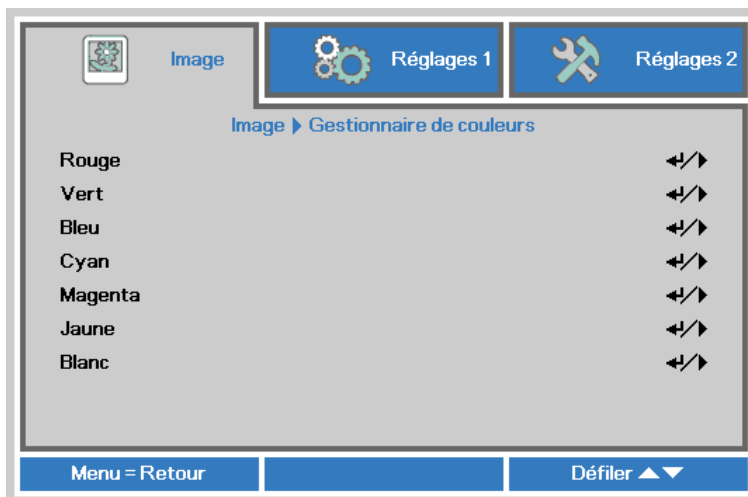 Image
Réglages 1
Réglages 2
Image ▶ Gestionnaire de couleurs
Rouge ↵/▶
Vert ↵/▶
Bleu ↵/▶
Cyan ↵/▶
Magenta ↵/▶
Jaune ↵/▶
Blanc ↵/▶
Menu = Retour
Défiler ▲▼